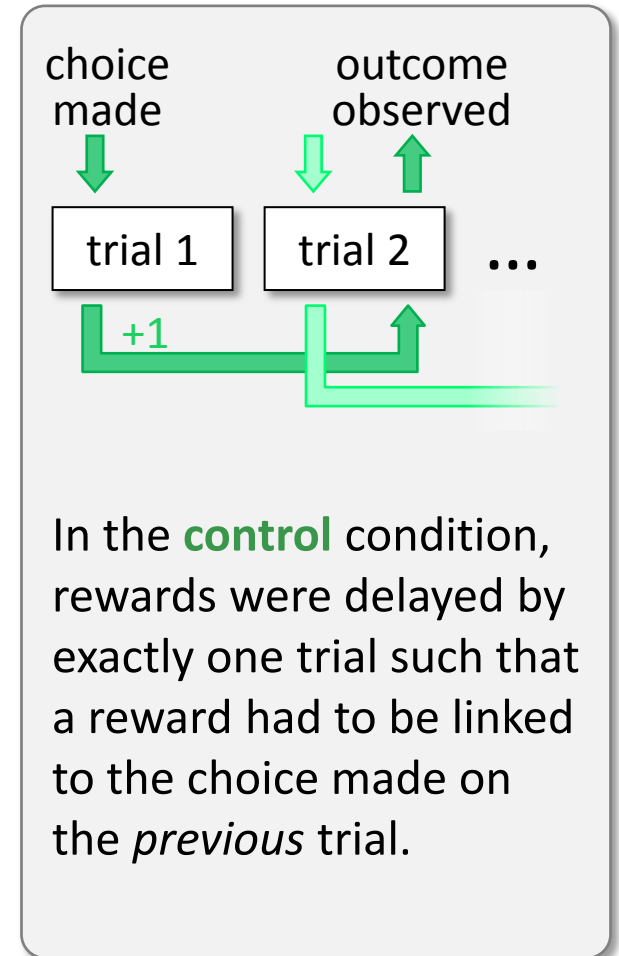 choice outcome
made observed
trial 1 trial 2 ...
+1
In the control condition,
rewards were delayed by
exactly one trial such that
a reward had to be linked
to the choice made on
the previous trial.